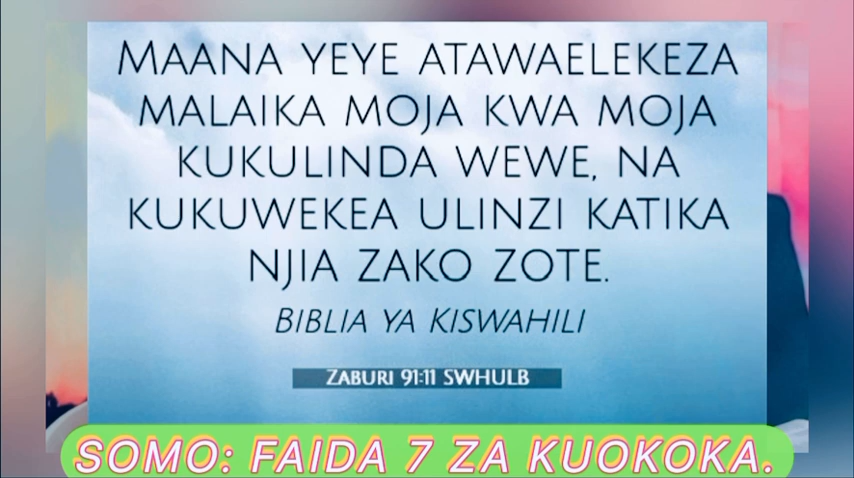 MAANA YEYE ATAWAELEKEZA
MALAIKA MOJA KWA MOJA
KUKULINDA WEWE, NA
KUKUWEKEA ULINZI KATIKA
NJIA ZAKO ZOTE.
BIBLIA YA KISWAHILI
ZABURI 91:11 SWHULB
SOMO: FAIDA 7 ZA KUOKOKA.